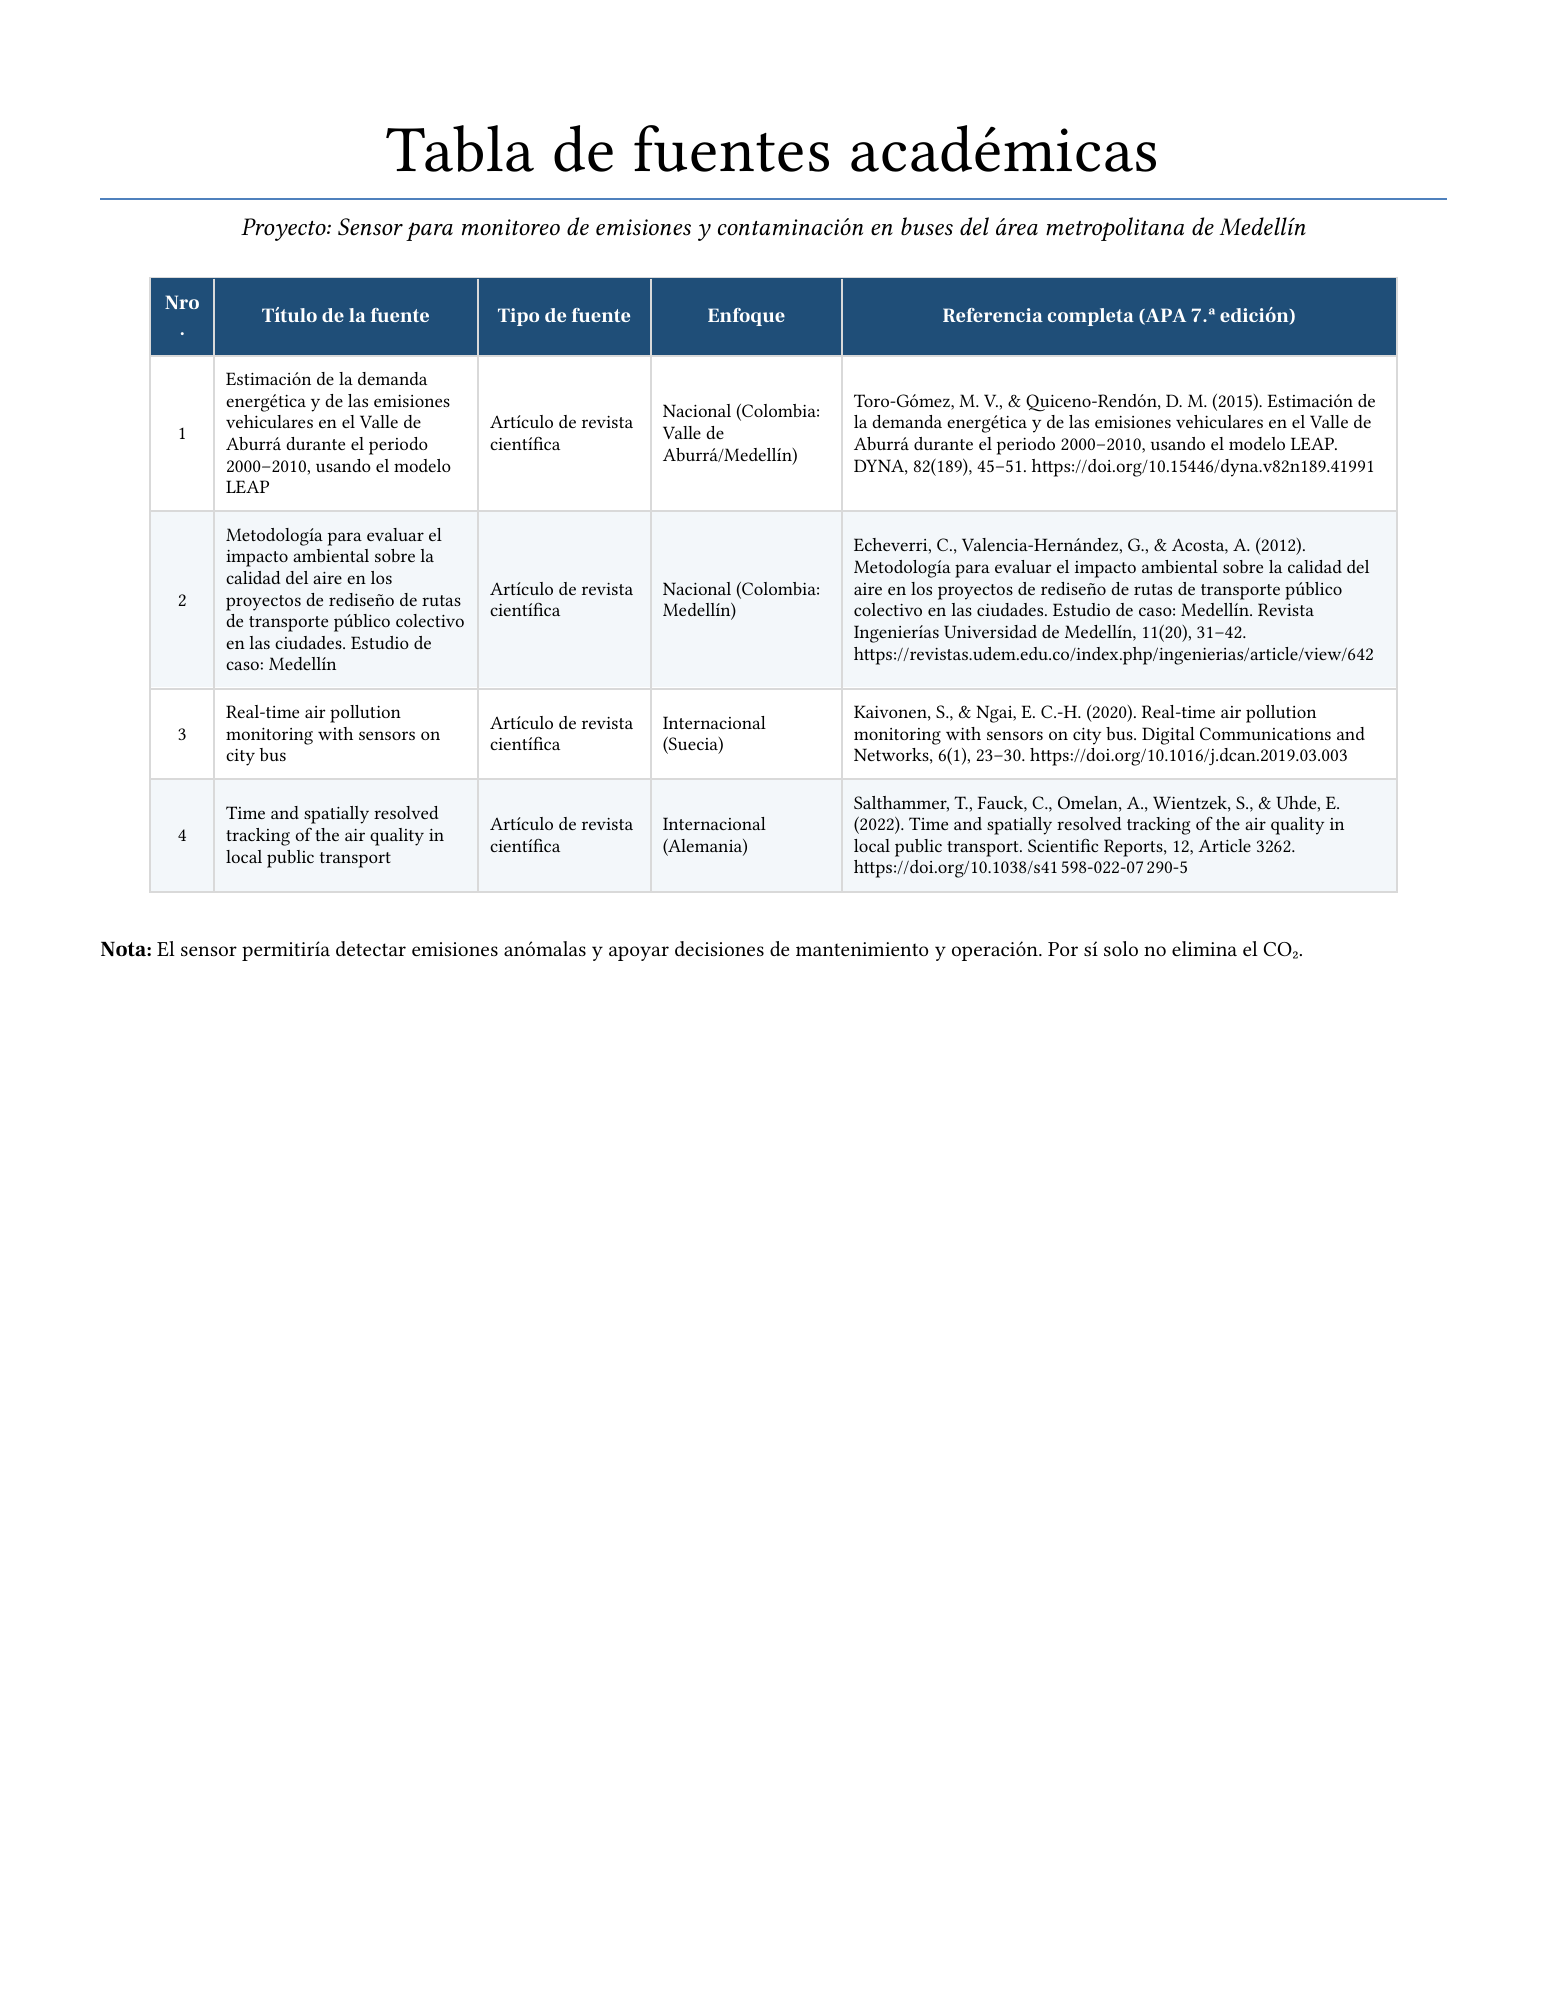 Tabla de fuentes académicas
Proyecto: Sensor para monitoreo de emisiones y contaminación en buses del área metropolitana de Medellín
Nro
.
Título de la fuente
Tipo de fuente
Enfoque
Referencia completa (APA 7.ª edición)
1
Estimación de la demanda
energética y de las emisiones
vehiculares en el Valle de
Aburrá durante el periodo
2000–2010, usando el modelo
LEAP
Artículo de revista
científica
Nacional (Colombia:
Valle de
Aburrá/Medellín)
Toro-Gómez, M. V., & Quiceno-Rendón, D. M. (2015). Estimación de
la demanda energética y de las emisiones vehiculares en el Valle de
Aburrá durante el periodo 2000–2010, usando el modelo LEAP.
DYNA, 82(189), 45–51. https://doi.org/10.15446/dyna.v82n189.41991
2
Metodología para evaluar el
impacto ambiental sobre la
calidad del aire en los
proyectos de rediseño de rutas
de transporte público colectivo
en las ciudades. Estudio de
caso: Medellín
Artículo de revista
científica
Nacional (Colombia:
Medellín)
Echeverri, C., Valencia-Hernández, G., & Acosta, A. (2012).
Metodología para evaluar el impacto ambiental sobre la calidad del
aire en los proyectos de rediseño de rutas de transporte público
colectivo en las ciudades. Estudio de caso: Medellín. Revista
Ingenierías Universidad de Medellín, 11(20), 31–42.
https://revistas.udem.edu.co/index.php/ingenierias/article/view/642
3
Real-time air pollution
monitoring with sensors on
city bus
Artículo de revista
científica
Internacional
(Suecia)
Kaivonen, S., & Ngai, E. C.-H. (2020). Real-time air pollution
monitoring with sensors on city bus. Digital Communications and
Networks, 6(1), 23–30. https://doi.org/10.1016/j.dcan.2019.03.003
4
Time and spatially resolved
tracking of the air quality in
local public transport
Artículo de revista
científica
Internacional
(Alemania)
Salthammer, T., Fauck, C., Omelan, A., Wientzek, S., & Uhde, E.
(2022). Time and spatially resolved tracking of the air quality in
local public transport. Scientific Reports, 12, Article 3262.
https://doi.org/10.1038/s41598-022-07290-5
Nota: El sensor permitiría detectar emisiones anómalas y apoyar decisiones de mantenimiento y operación. Por sí solo no elimina el CO₂.